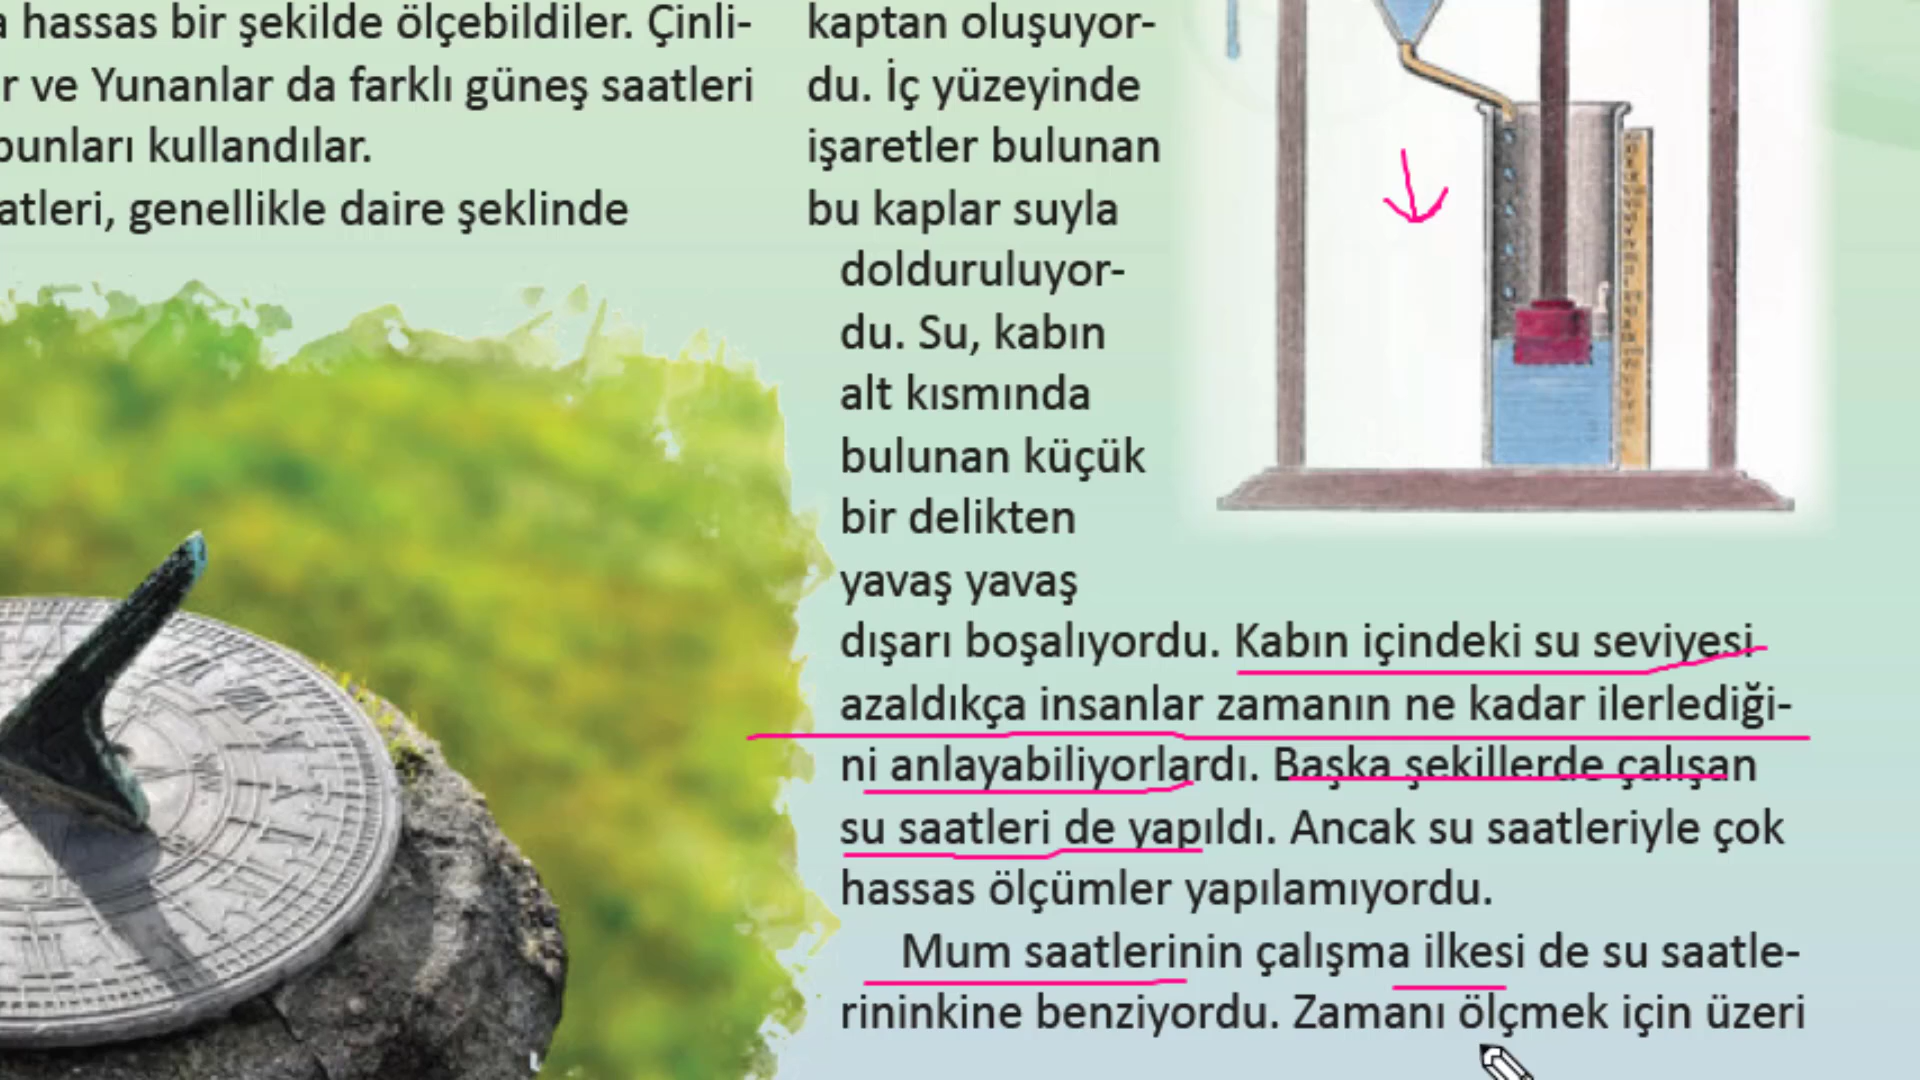 a hassas bir şekilde ölçebildiler. Çinli-
r ve Yunanlar da farklı güneş saatleri
bunları kullandılar.
atleri, genellikle daire şeklinde
kaptan oluşuyor-
du. İç yüzeyinde
işaretler bulunan
bu kaplar suyla
dolduruluyor-
du. Su, kabın
alt kısmında
bulunan küçük
bir delikten
yavaş yavaş
dışarı boşalıyordu. Kabın içindeki su seviyesi
azaldıkça insanlar zamanın ne kadar ilerlediği-
ni anlayabiliyorlardı. Başka şekillerde çalışan
su saatleri de yapıldı. Ancak su saatleriyle çok
hassas ölçümler yapılamıyordu.
Mum saatlerinin çalışma ilkesi de su saatle-
rininkine benziyordu. Zamanı ölçmek için üzeri